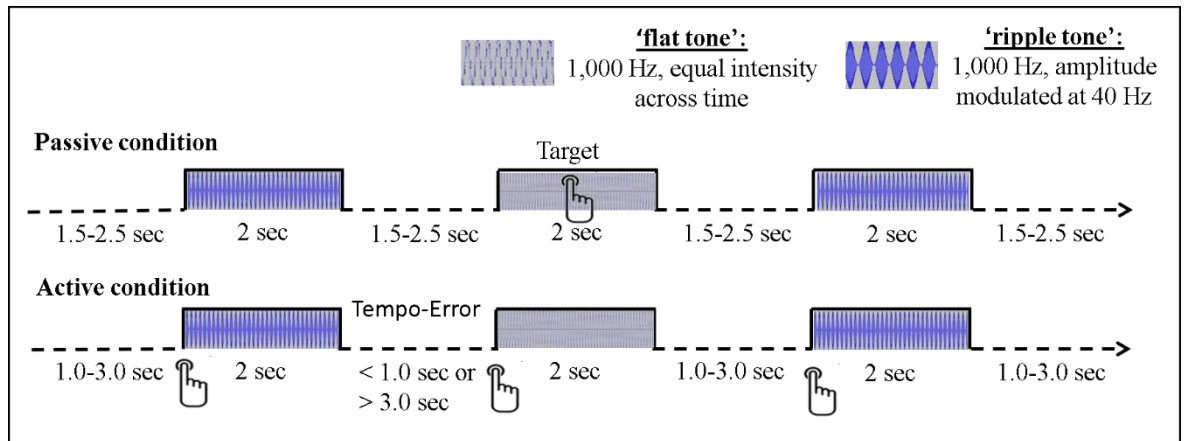 'flat tone':
1,000 Hz, equal intensity
across time
'ripple tone':
1,000 Hz, amplitude
modulated at 40 Hz
Passive condition
Target
1.5-2.5 sec 2 sec 1.5-2.5 sec 2 sec 1.5-2.5 sec 2 sec 1.5-2.5 sec
Active condition
Tempo-Error
1.0-3.0 sec 2 sec < 1.0 sec or 2 sec 1.0-3.0 sec 2 sec 1.0-3.0 sec
> 3.0 sec